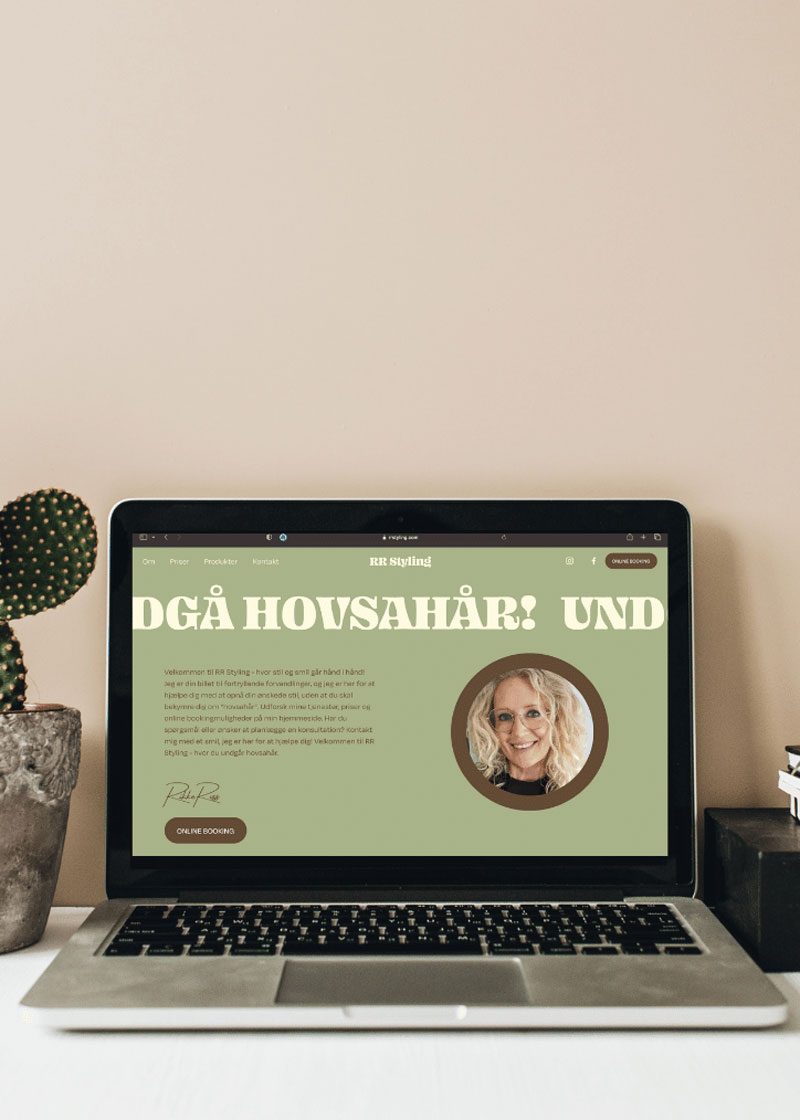 rrstyling.com
Om Priser Produkter Kontakt RR Styling ONLINE BOOKING
DGÅ HOVSAHÅR! UND
Velkommen til RR Styling - hvor stil og smil går hånd i hånd!
Jeg er din billet til fortryllende forvandlinger, og jeg er her for at
hjælpe dig med at opnå din ønskede stil, uden at du skal
bekymre dig om "hovsahår". Udforsk mine tjenester, priser og
online bookingmuligheder på min hjemmeside. Har du
spørgsmål eller ønsker at planlægge en konsultation? Kontakt
mig med et smil, jeg er her for at hjælpe dig! Velkommen til RR
Styling - hvor du undgår hovsahår.
ONLINE BOOKING